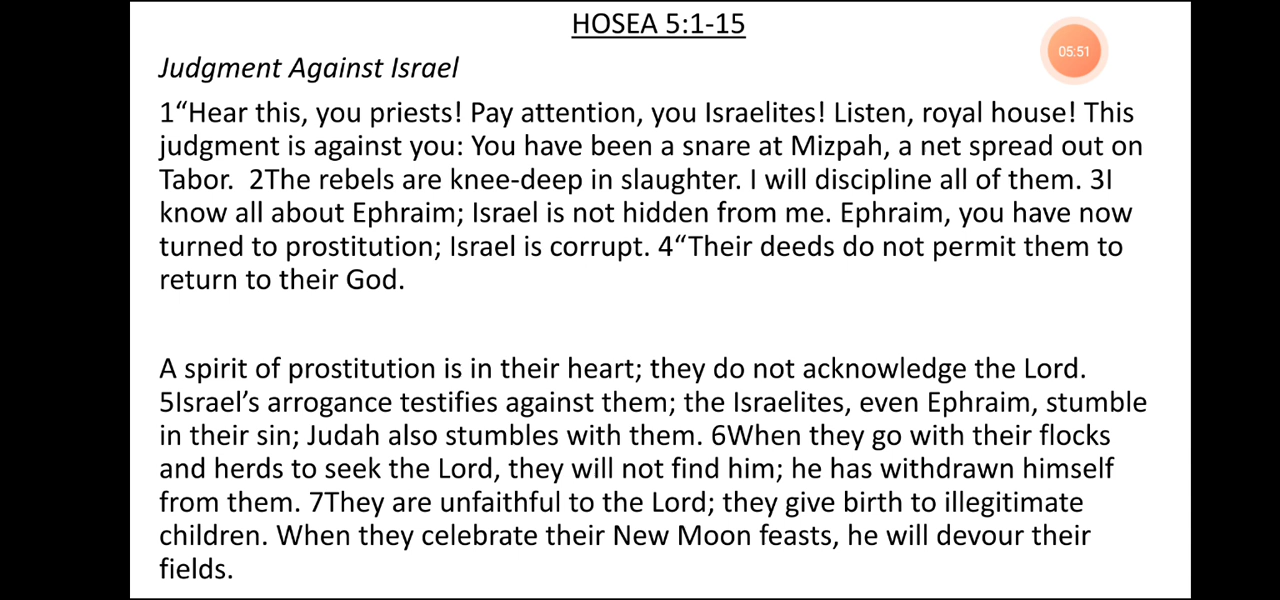 HOSEA 5:1-15
05:51
Judgment Against Israel
1“Hear this, you priests! Pay attention, you Israelites! Listen, royal house! This
judgment is against you: You have been a snare at Mizpah, a net spread out on
Tabor.  2The rebels are knee-deep in slaughter. I will discipline all of them. 3I
know all about Ephraim; Israel is not hidden from me. Ephraim, you have now
turned to prostitution; Israel is corrupt. 4“Their deeds do not permit them to
return to their God.
A spirit of prostitution is in their heart; they do not acknowledge the Lord.
5Israel’s arrogance testifies against them; the Israelites, even Ephraim, stumble
in their sin; Judah also stumbles with them. 6When they go with their flocks
and herds to seek the Lord, they will not find him; he has withdrawn himself
from them. 7They are unfaithful to the Lord; they give birth to illegitimate
children. When they celebrate their New Moon feasts, he will devour their
fields.